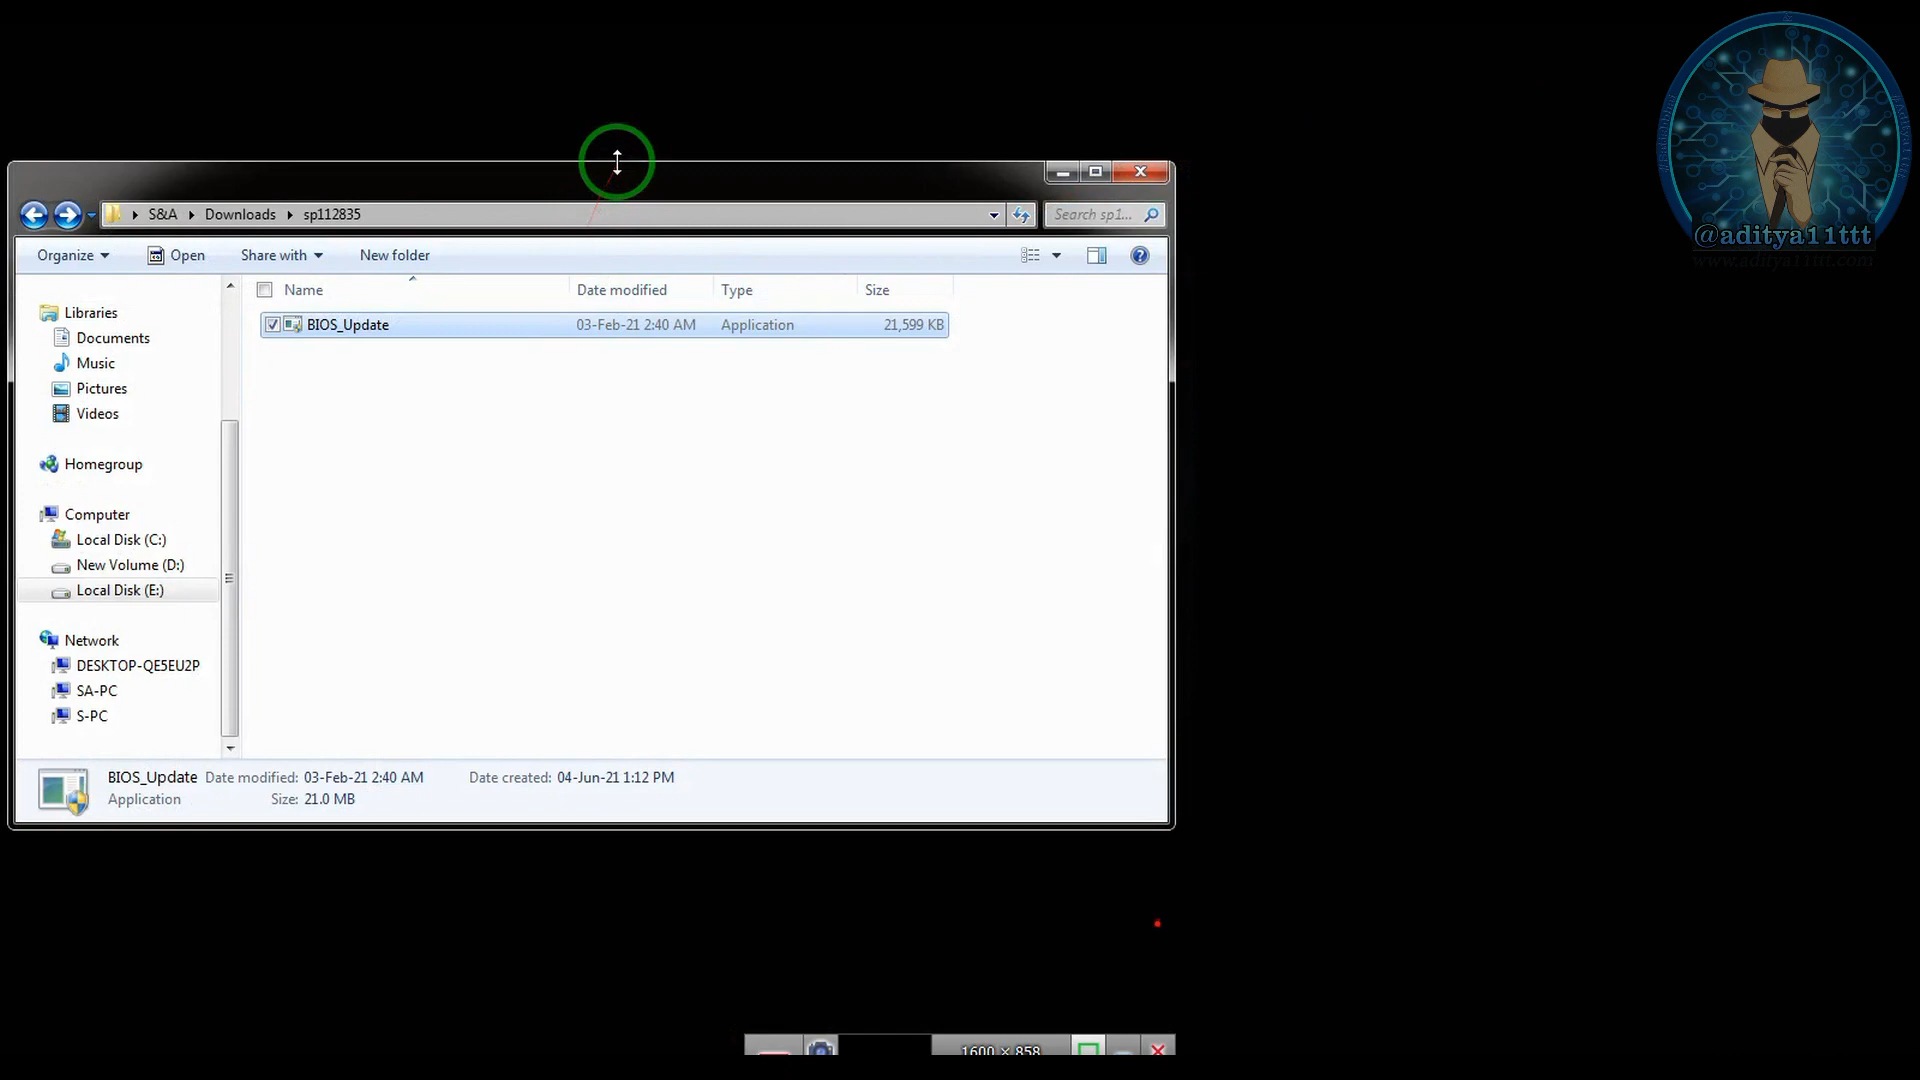 @aditya11ttt
www.aditya11ttt.com
S&A Downloads sp112835
Search sp1...
Organize Open Share with New folder
Name Date modified Type Size
BIOS_Update 03-Feb-21 2:40 AM Application 21,599 KB
Libraries
Documents
Music
Pictures
Videos
Homegroup
Computer
Local Disk (C:)
New Volume (D:)
Local Disk (E:)
Network
DESKTOP-QE5EU2P
SA-PC
S-PC
BIOS_Update Date modified: 03-Feb-21 2:40 AM Date created: 04-Jun-21 1:12 PM
Application Size: 21.0 MB
1600 × 858